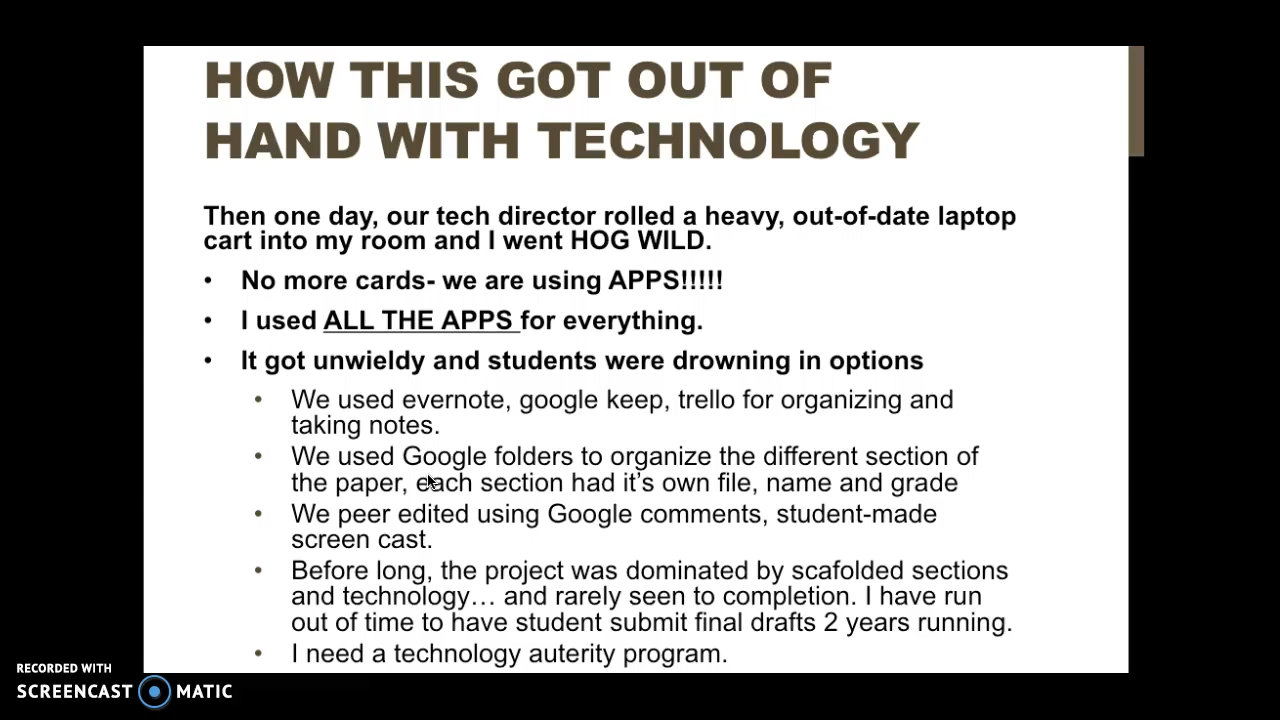 HOW THIS GOT OUT OF
HAND WITH TECHNOLOGY
Then one day, our tech director rolled a heavy, out-of-date laptop
cart into my room and I went HOG WILD.
• No more cards- we are using APPS!!!!!
• I used ALL THE APPS for everything.
• It got unwieldy and students were drowning in options
• We used evernote, google keep, trello for organizing and
taking notes.
• We used Google folders to organize the different section of
the paper, each section had it’s own file, name and grade
• We peer edited using Google comments, student-made
screen cast.
• Before long, the project was dominated by scafolded sections
and technology… and rarely seen to completion. I have run
out of time to have student submit final drafts 2 years running.
• I need a technology auterity program.
RECORDED WITH
SCREENCAST MATIC